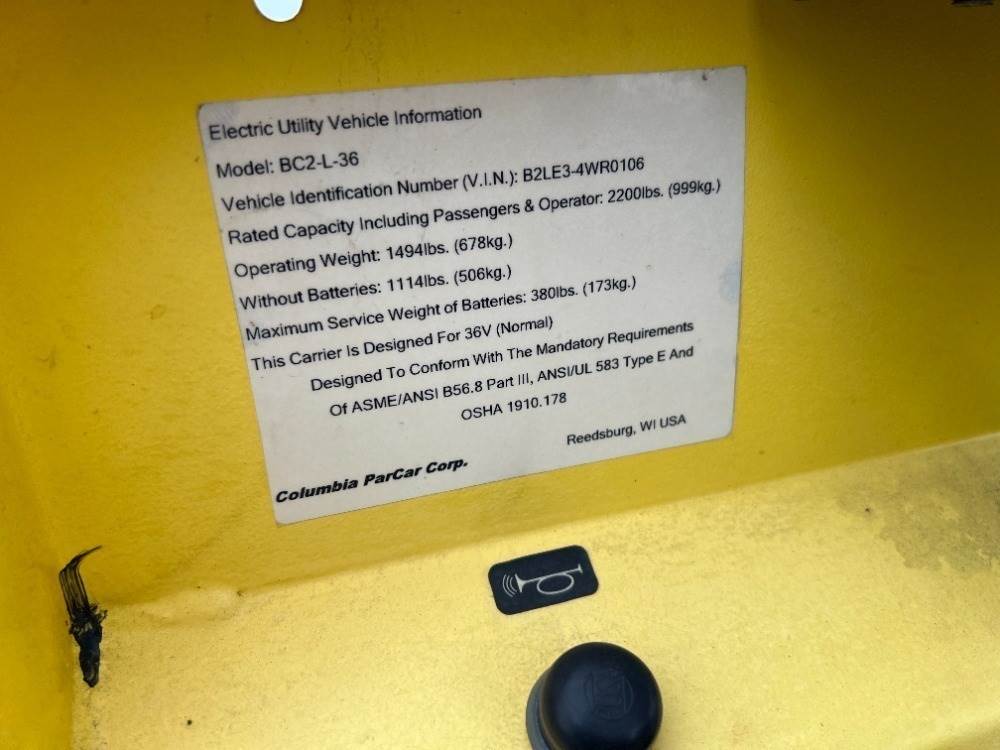 Electric Utility Vehicle Information
Model: BC2-L-36
Vehicle Identification Number (V.I.N.): B2LE3-4WR0106
Rated Capacity Including Passengers & Operator: 2200lbs. (999kg.)
Operating Weight: 1494lbs. (678kg.)
Without Batteries: 1114lbs. (506kg.)
Maximum Service Weight of Batteries: 380lbs. (173kg.)
This Carrier Is Designed For 36V (Normal)
Designed To Conform With The Mandatory Requirements
Of ASME/ANSI B56.8 Part III, ANSI/UL 583 Type E And
OSHA 1910.178
Reedsburg, WI USA
Columbia ParCar Corp.